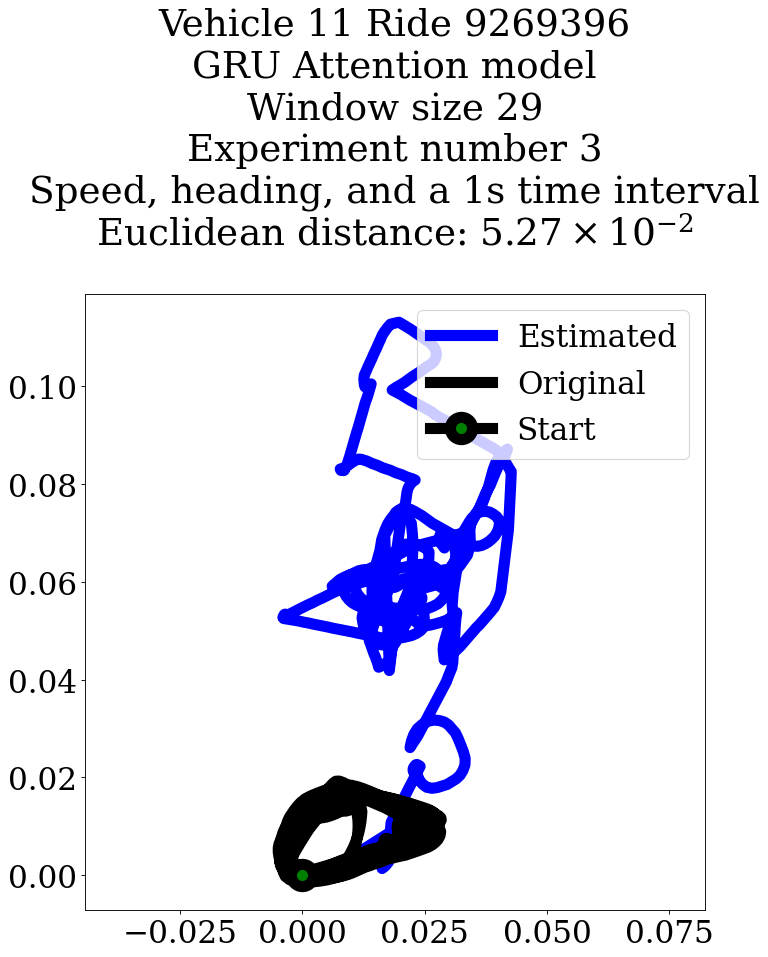 Vehicle 11 Ride 9269396
GRU Attention model
Window size 29
Experiment number 3
Speed, heading, and a 1s time interval
Euclidean distance: 5.27 × 10⁻²
Estimated
Original
Start
0.10
0.08
0.06
0.04
0.02
0.00
−0.025 0.000 0.025 0.050 0.075